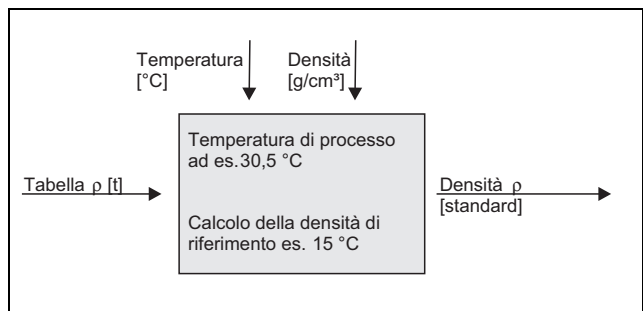 Temperatura
[°C]
Densità
[g/cm³]
Temperatura di processo
ad es.30,5 °C
Tabella ρ [t]
Densità ρ
[standard]
Calcolo della densità di
riferimento es. 15 °C